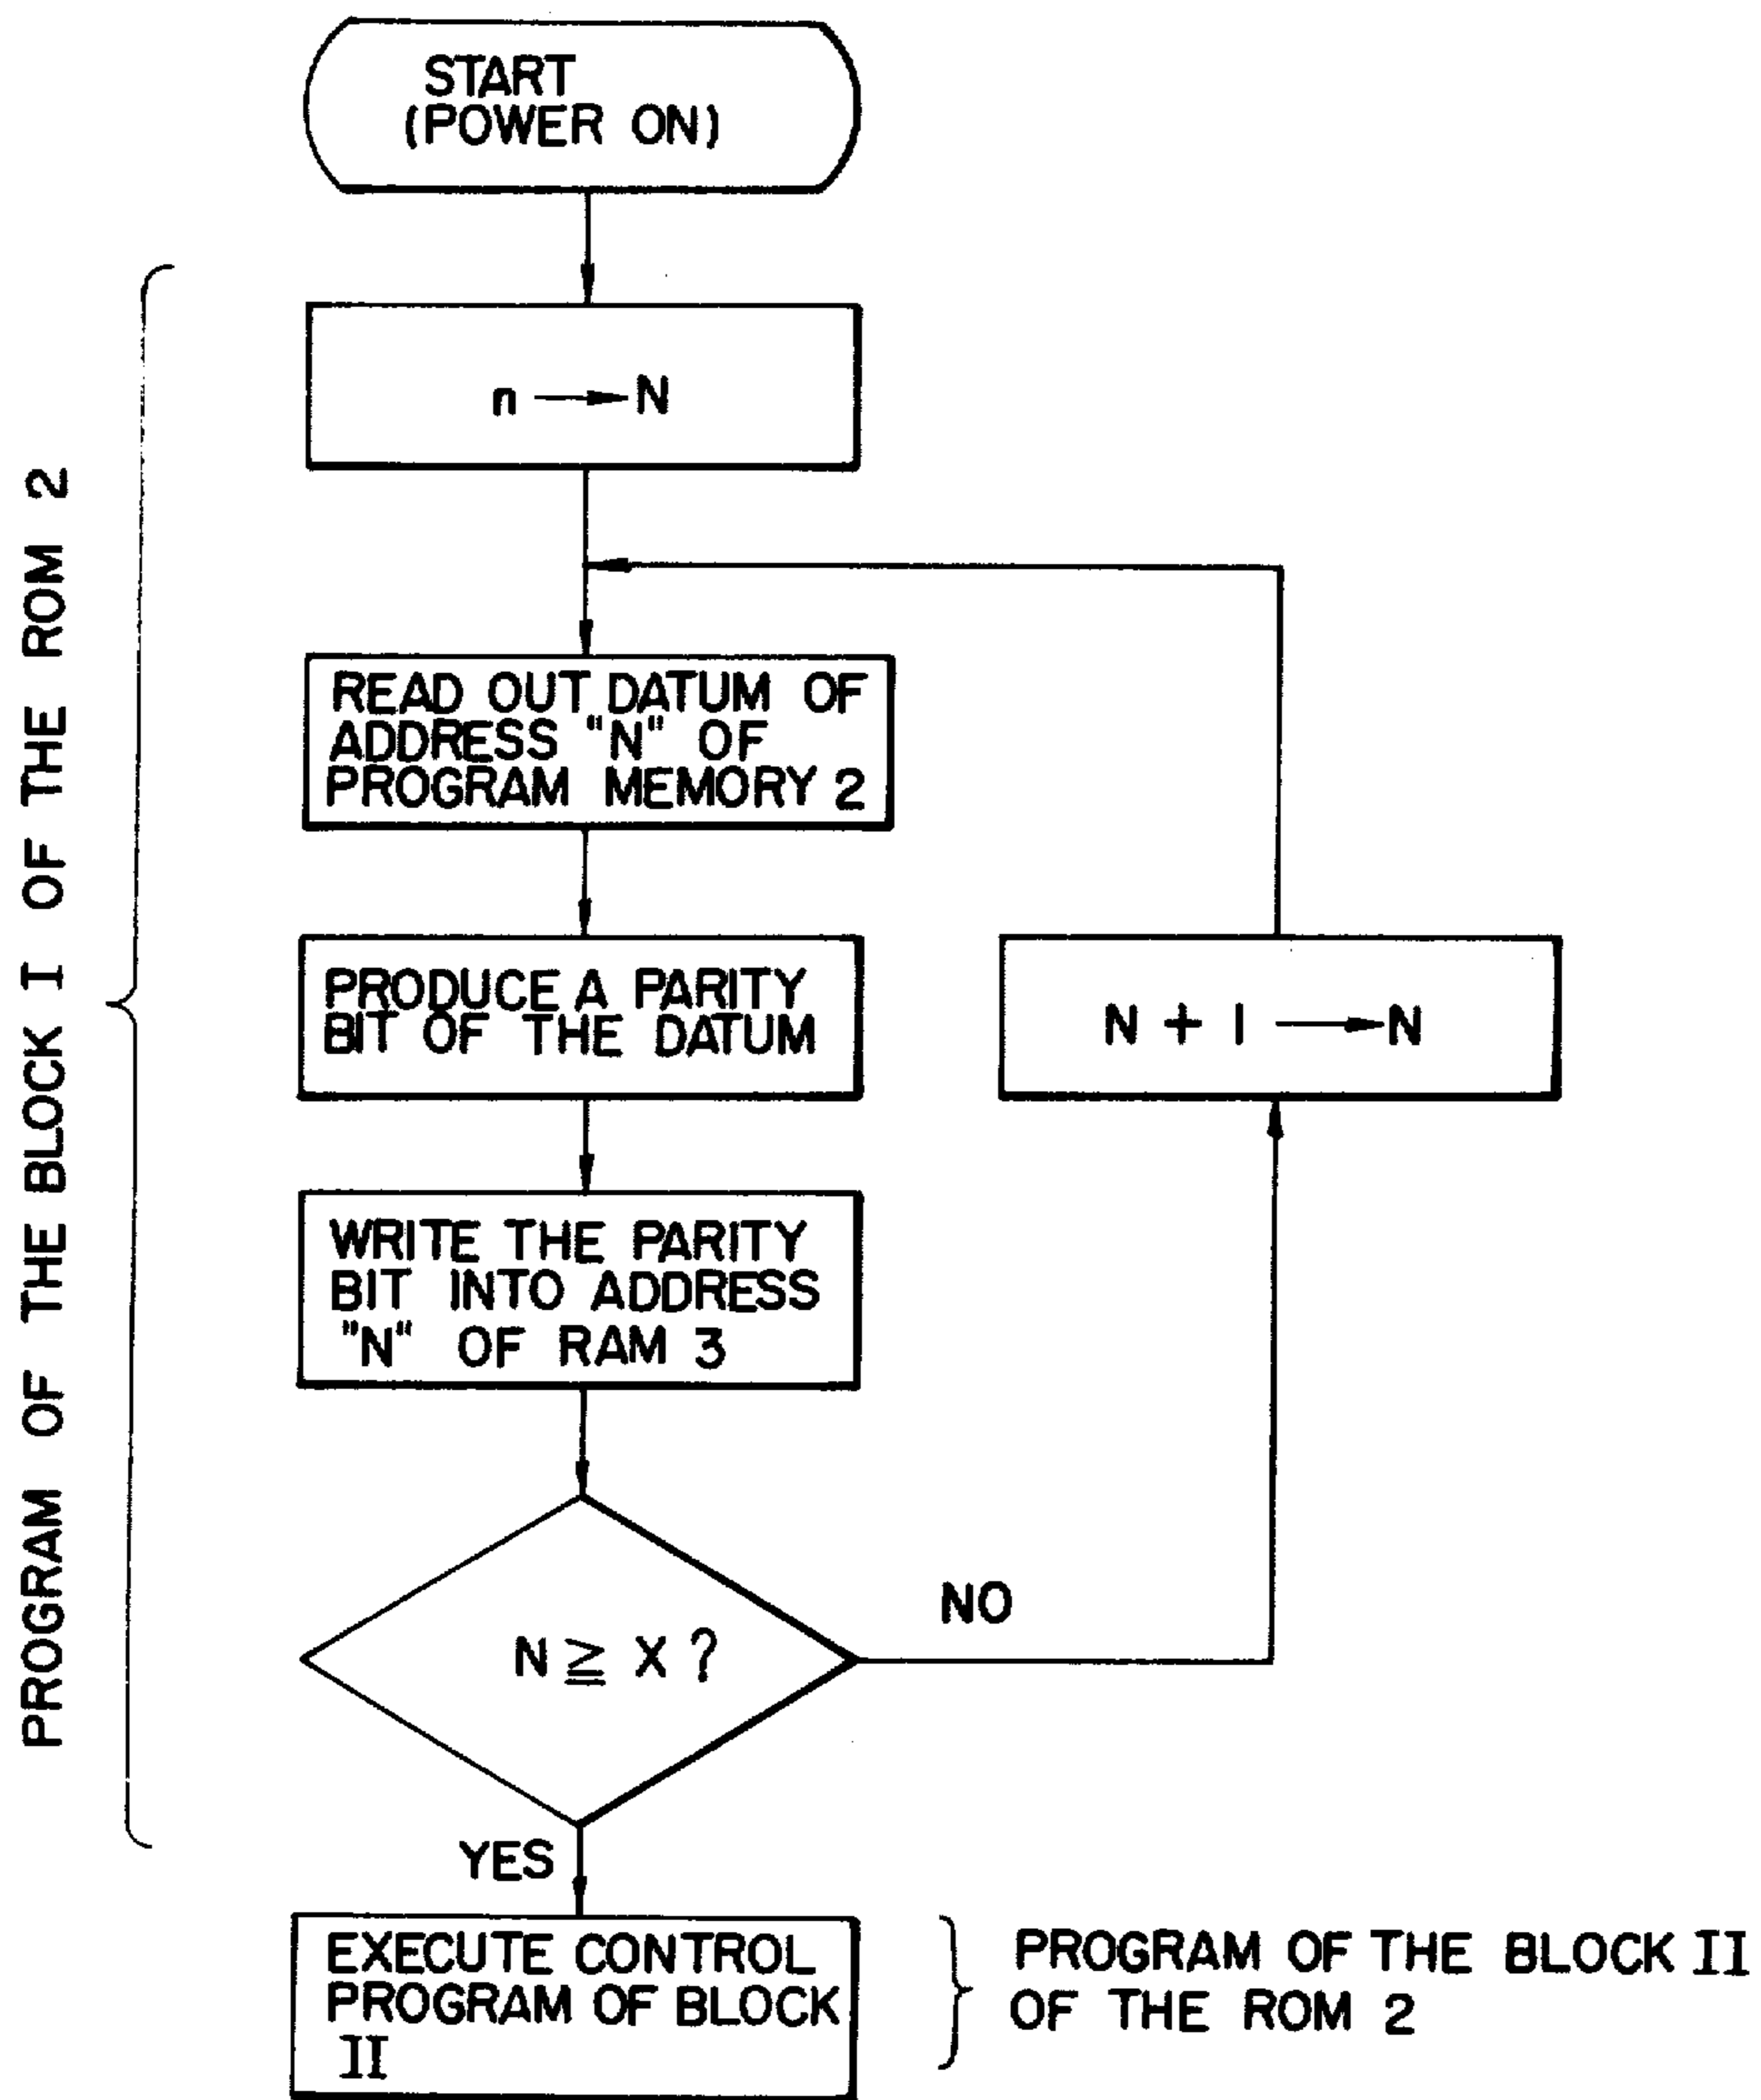 START
(POWER ON)
n → N
READ OUT DATUM OF
ADDRESS "N" OF
PROGRAM MEMORY 2
PRODUCE A PARITY
BIT OF THE DATUM
N + 1 → N
WRITE THE PARITY
BIT INTO ADDRESS
"N" OF RAM 3
N ≧ X ?
NO
YES
EXECUTE CONTROL
PROGRAM OF BLOCK
II
PROGRAM OF THE BLOCK II
OF THE ROM 2
PROGRAM OF THE BLOCK I OF THE ROM 2